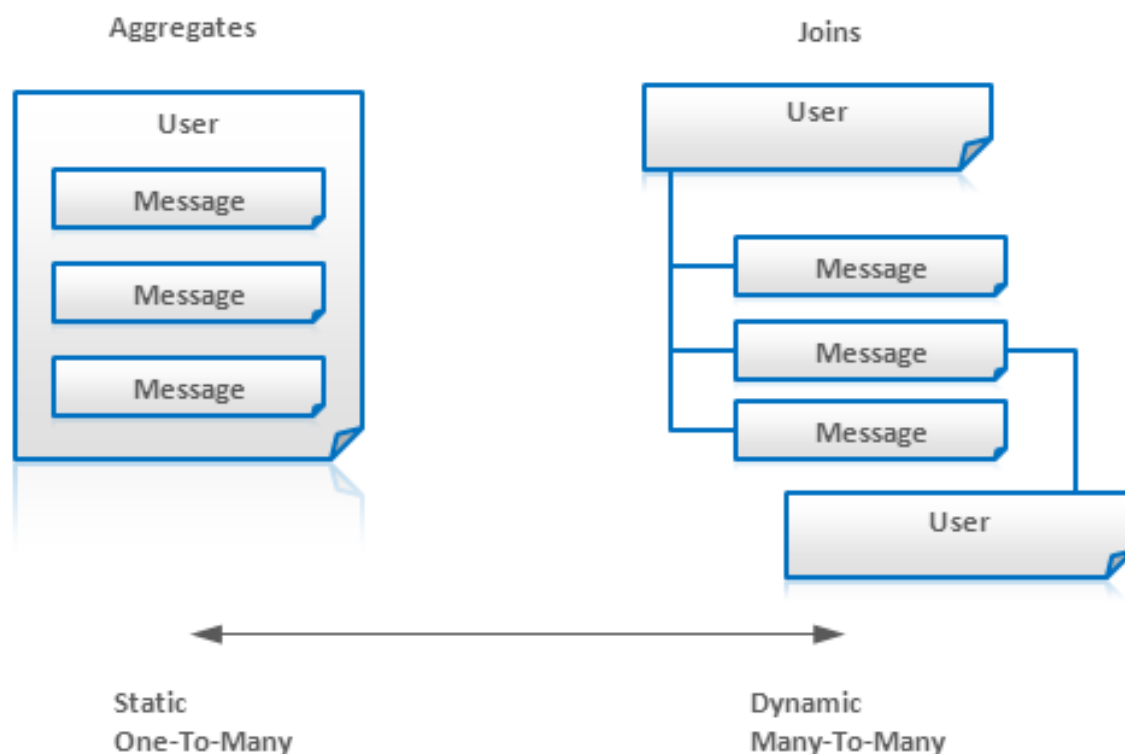 Aggregates
User
Message
Message
Message
Static
One-To-Many
Joins
User
Message
Message
Message
User
Dynamic
Many-To-Many